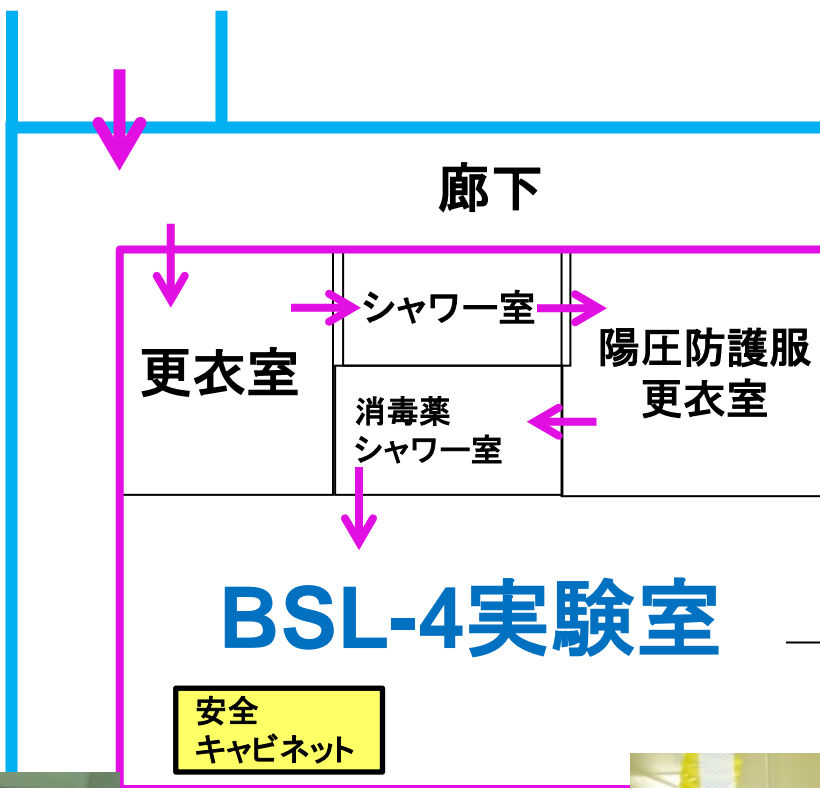 廊下
シャワー室
更衣室
陽圧防護服
更衣室
消毒薬
シャワー室
BSL-4実験室
安全
キャビネット